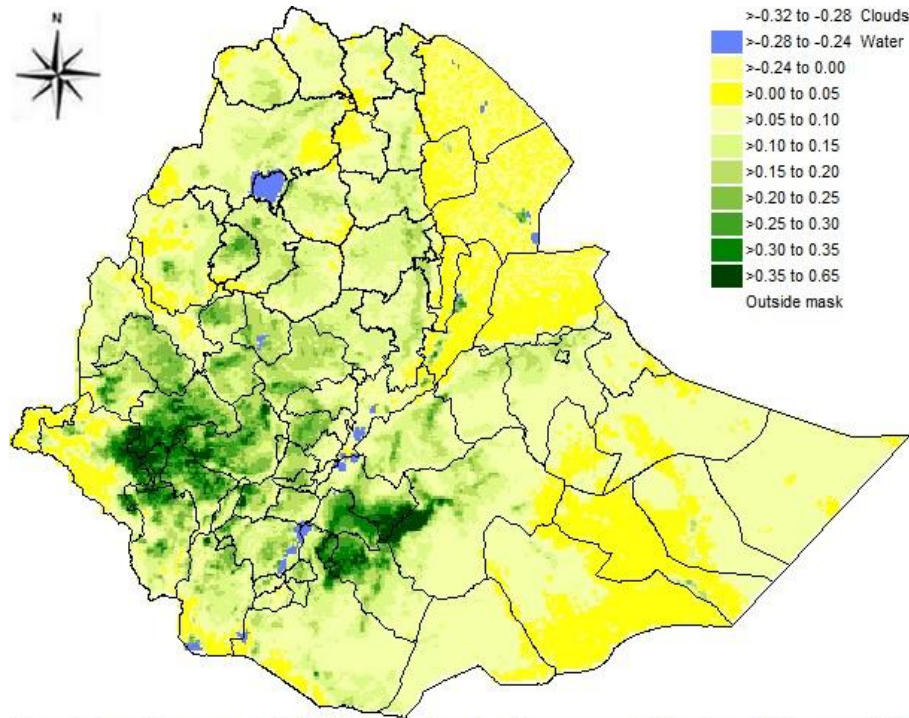 N
>-0.32 to -0.28 Clouds
>-0.28 to -0.24 Water
>-0.24 to 0.00
>0.00 to 0.05
>0.05 to 0.10
>0.10 to 0.15
>0.15 to 0.20
>0.20 to 0.25
>0.25 to 0.30
>0.30 to 0.35
>0.35 to 0.65
Outside mask